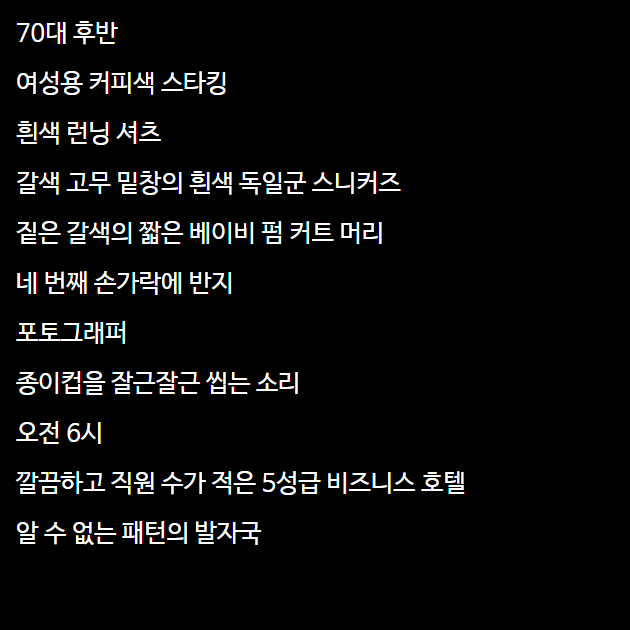 70대 후반
여성용 커피색 스타킹
흰색 런닝 셔츠
갈색 고무 밑창의 흰색 독일군 스니커즈
짙은 갈색의 짧은 베이비 펌 커트 머리
네 번째 손가락에 반지
포토그래퍼
종이컵을 잘근잘근 씹는 소리
오전 6시
깔끔하고 직원 수가 적은 5성급 비즈니스 호텔
알 수 없는 패턴의 발자국